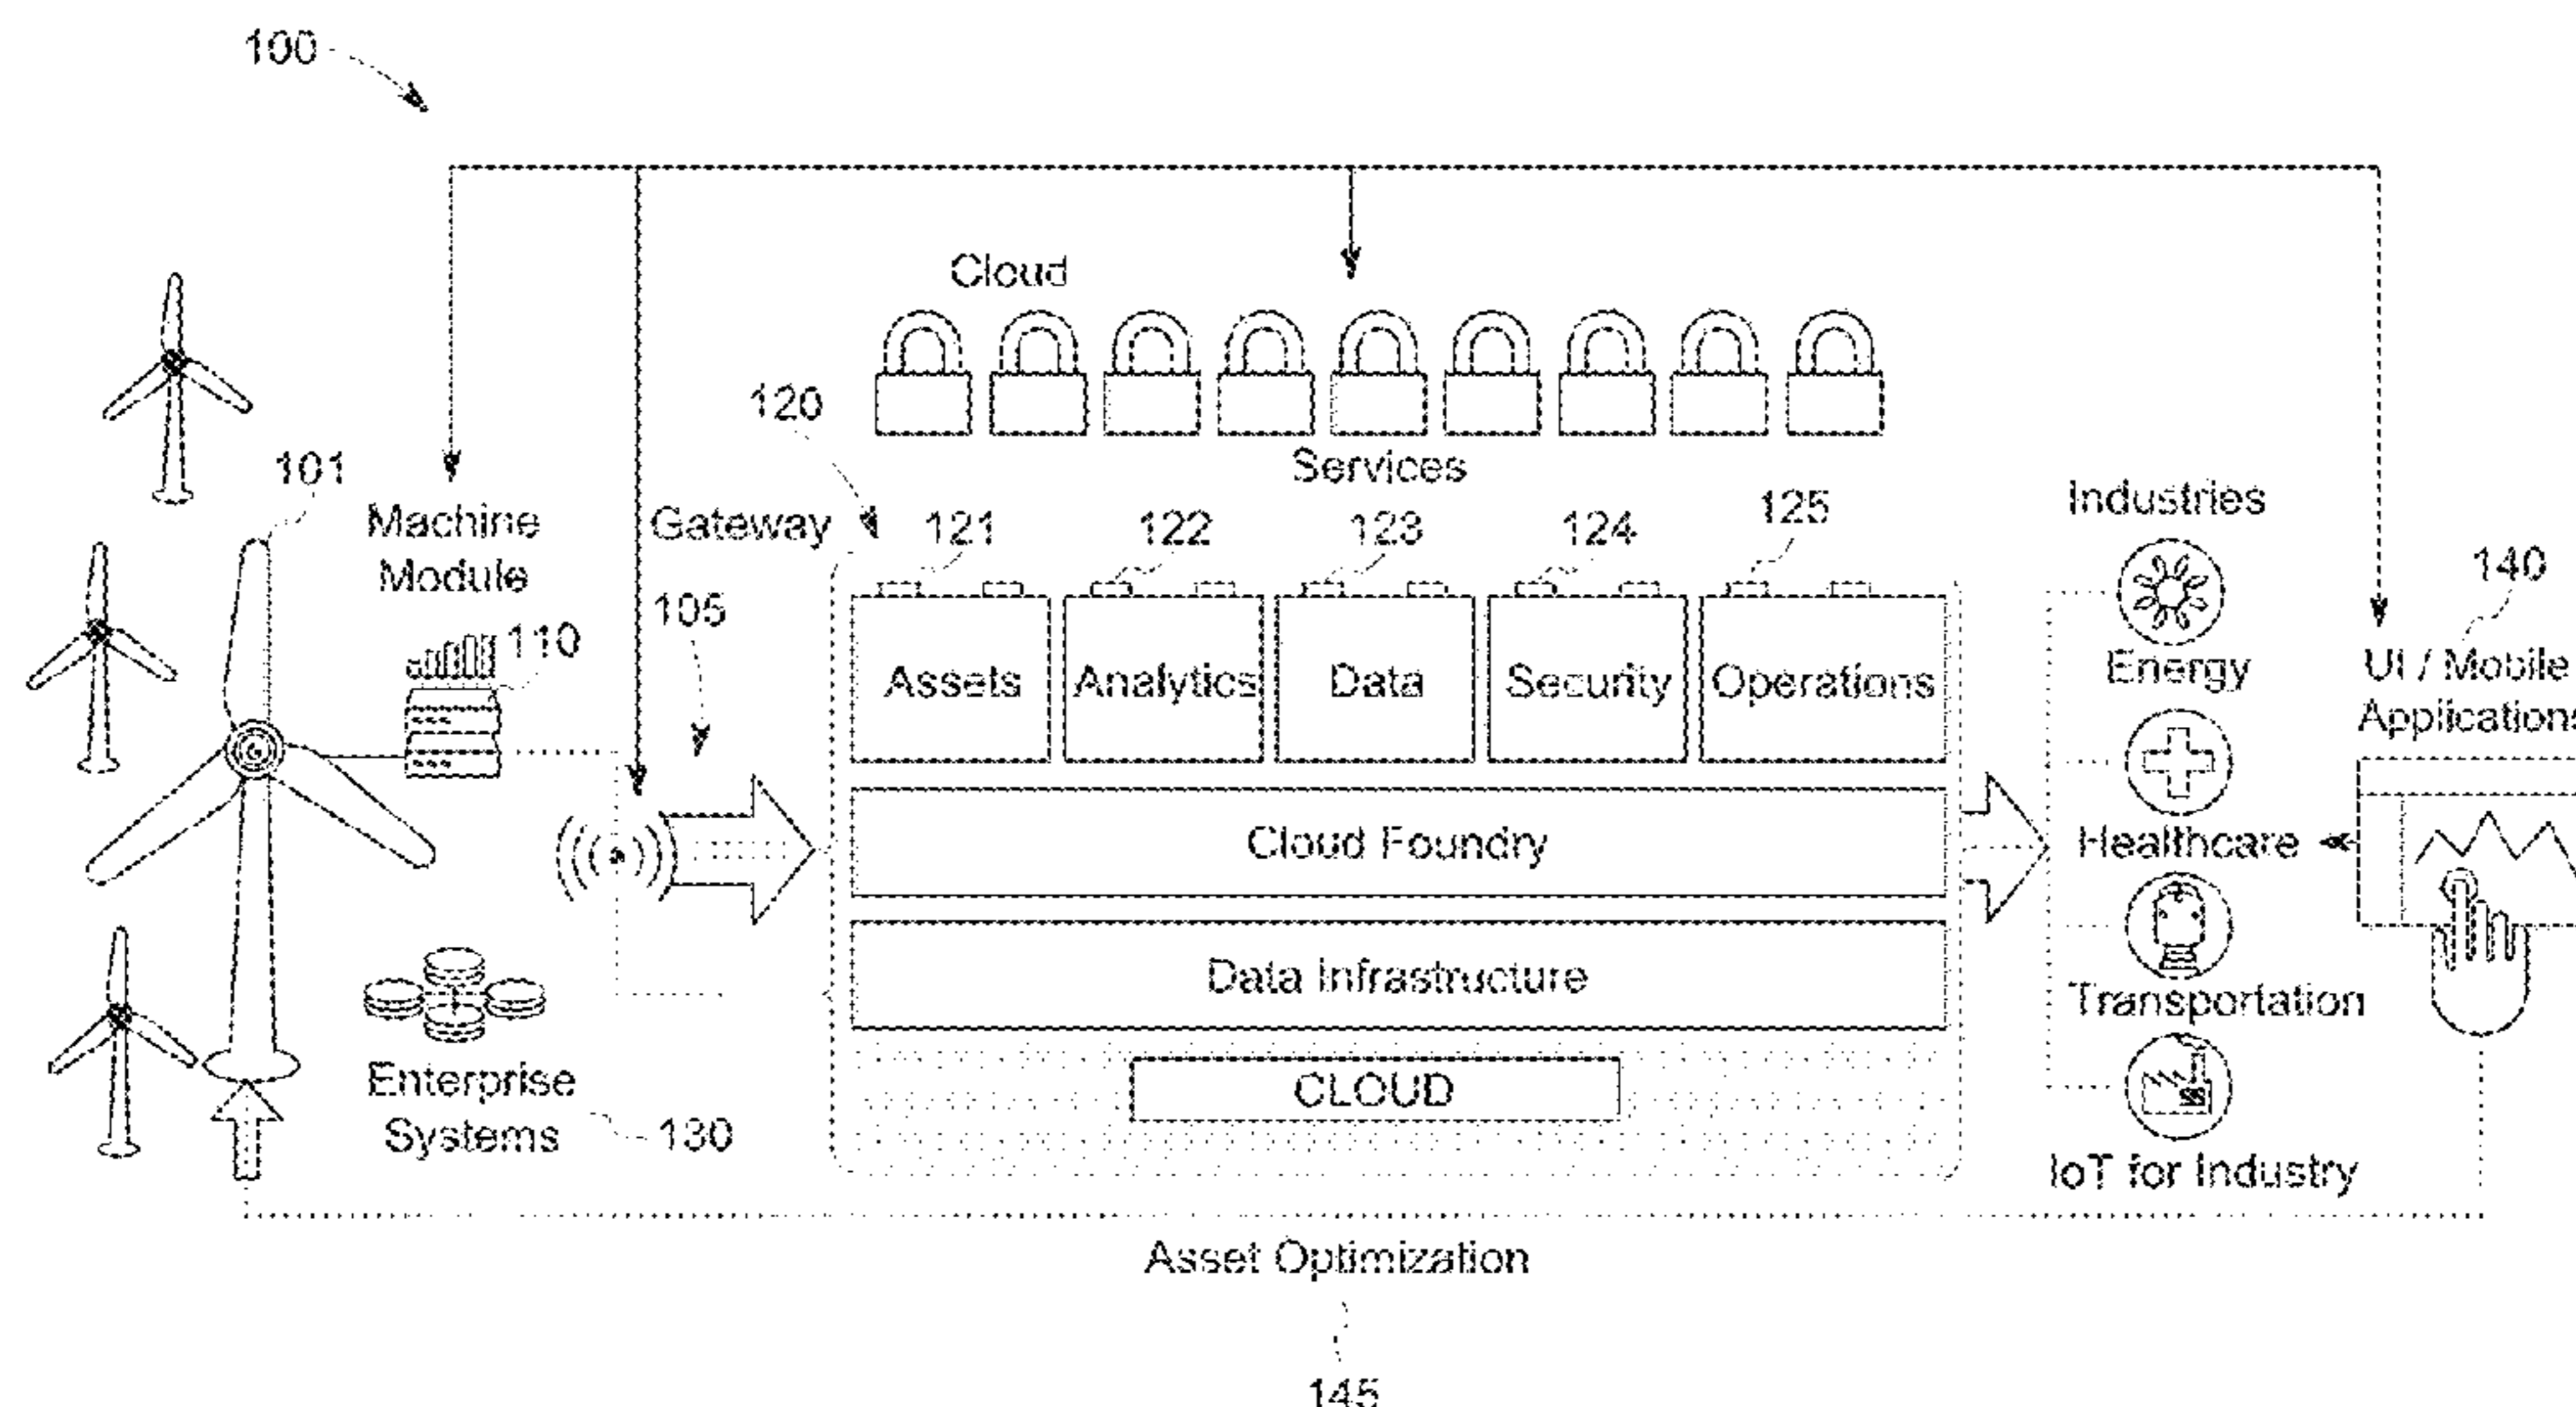 100
Cloud
120
Services
101
Machine
Module
Gateway
121
122
123
124
125
Industries
105
110
140
Assets
Analytics
Data
Security
Operations
Energy
UI / Mobile
Applications
Cloud Foundry
Healthcare
Data Infrastructure
Transportation
Enterprise
Systems
130
CLOUD
IoT for Industry
Asset Optimization
145